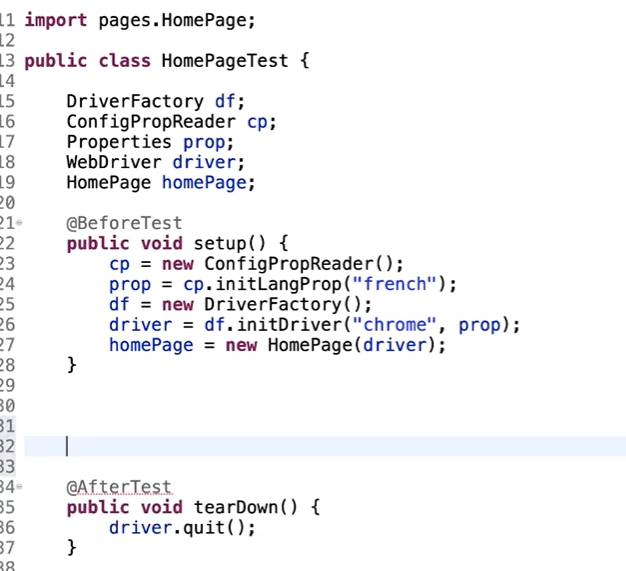 11 import pages.HomePage;
12
13 public class HomePageTest {
14
15 DriverFactory df;
16 ConfigPropReader cp;
17 Properties prop;
18 WebDriver driver;
19 HomePage homePage;
20
21 @BeforeTest
22 public void setup() {
23 cp = new ConfigPropReader();
24 prop = cp.initLangProp("french");
25 df = new DriverFactory();
26 driver = df.initDriver("chrome", prop);
27 homePage = new HomePage(driver);
28 }
29
30
31
32
33
34 @AfterTest
35 public void tearDown() {
36 driver.quit();
37 }
38